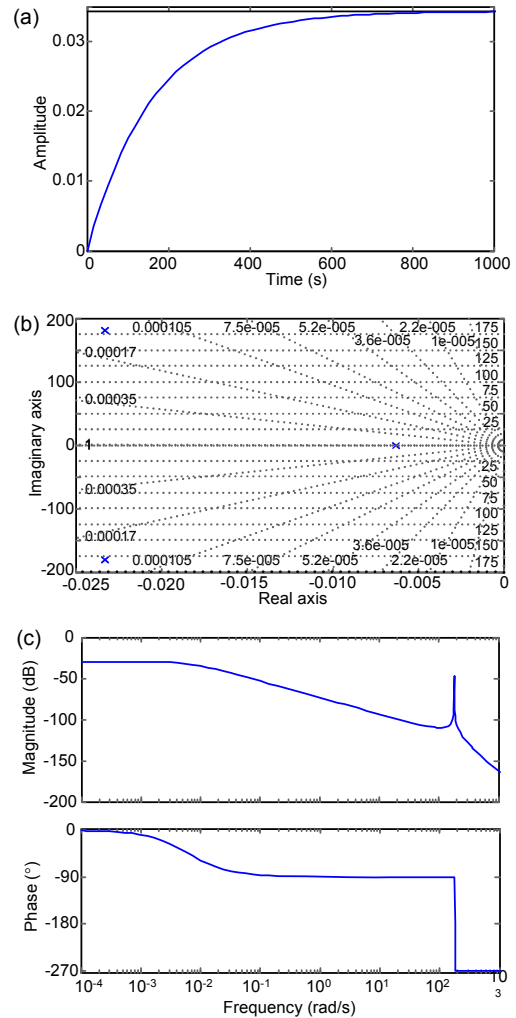 (a)
Amplitude
0.03
0.02
0.01
0
0 200 400 600 800 1000
Time (s)
(b)
Imaginary axis
200
100
0
-100
-200
0.000105 7.5e-005 5.2e-005 2.2e-005 175
3.6e-005 1e-005 150
0.00017 125
100
0.00035 75
50
25
1
25
0.00035 50
75
100
0.00017 125
3.6e-005 1e-005 150
0.000105 7.5e-005 5.2e-005 2.2e-005 175
-0.025 -0.020 -0.015 -0.010 -0.005 0
Real axis
(c)
Magnitude (dB)
0
-50
-100
-150
-200
Phase (°)
0
-90
-180
-270
10
3
10-4 10-3 10-2 10-1 100 101 102
Frequency (rad/s)